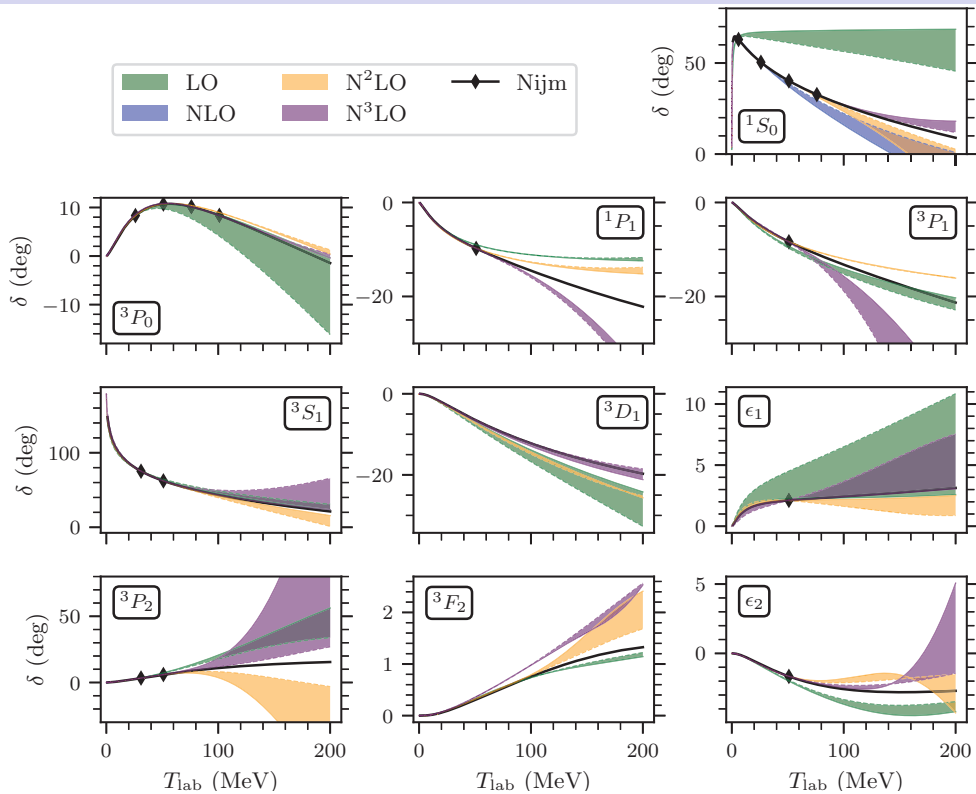 LO
NLO
N²LO
N³LO
Nijm
δ (deg)
50
0
¹S₀
δ (deg)
10
0
−10
³P₀
0
−20
¹P₁
0
−20
³P₁
δ (deg)
100
0
³S₁
0
−20
³D₁
10
5
0
ϵ₁
δ (deg)
50
0
³P₂
2
1
0
³F₂
5
0
ϵ₂
0 100 200
0 100 200
0 100 200
T_lab (MeV)
T_lab (MeV)
T_lab (MeV)